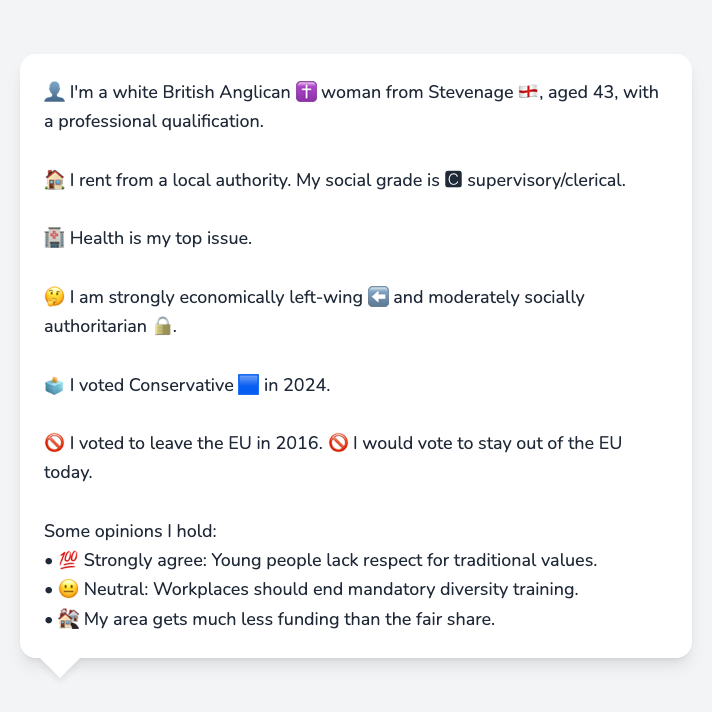 👤 I'm a white British Anglican ✝️ woman from Stevenage 🏴󠁧󠁢󠁥󠁮󠁧󠁿, aged 43, with
a professional qualification.
🏠 I rent from a local authority. My social grade is 🅲 supervisory/clerical.
🏥 Health is my top issue.
🤔 I am strongly economically left-wing ⬅️ and moderately socially
authoritarian 🔒.
🗳️ I voted Conservative 🟦 in 2024.
🚫 I voted to leave the EU in 2016. 🚫 I would vote to stay out of the EU
today.
Some opinions I hold:
• 💯 Strongly agree: Young people lack respect for traditional values.
• 😐 Neutral: Workplaces should end mandatory diversity training.
• 🏚️ My area gets much less funding than the fair share.